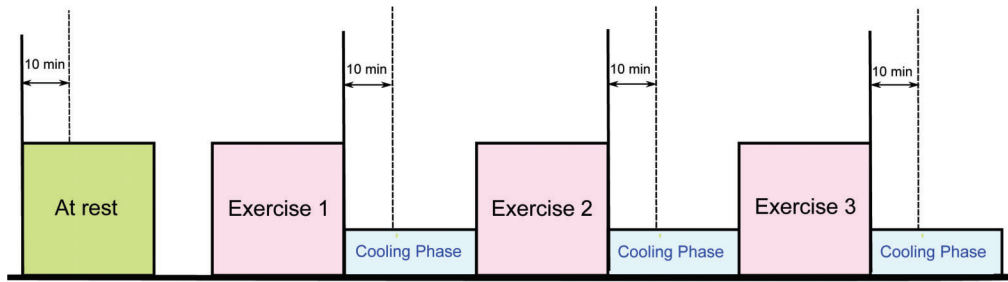 10 min
10 min
10 min
10 min
At rest
Exercise 1
Cooling Phase
Exercise 2
Cooling Phase
Exercise 3
Cooling Phase